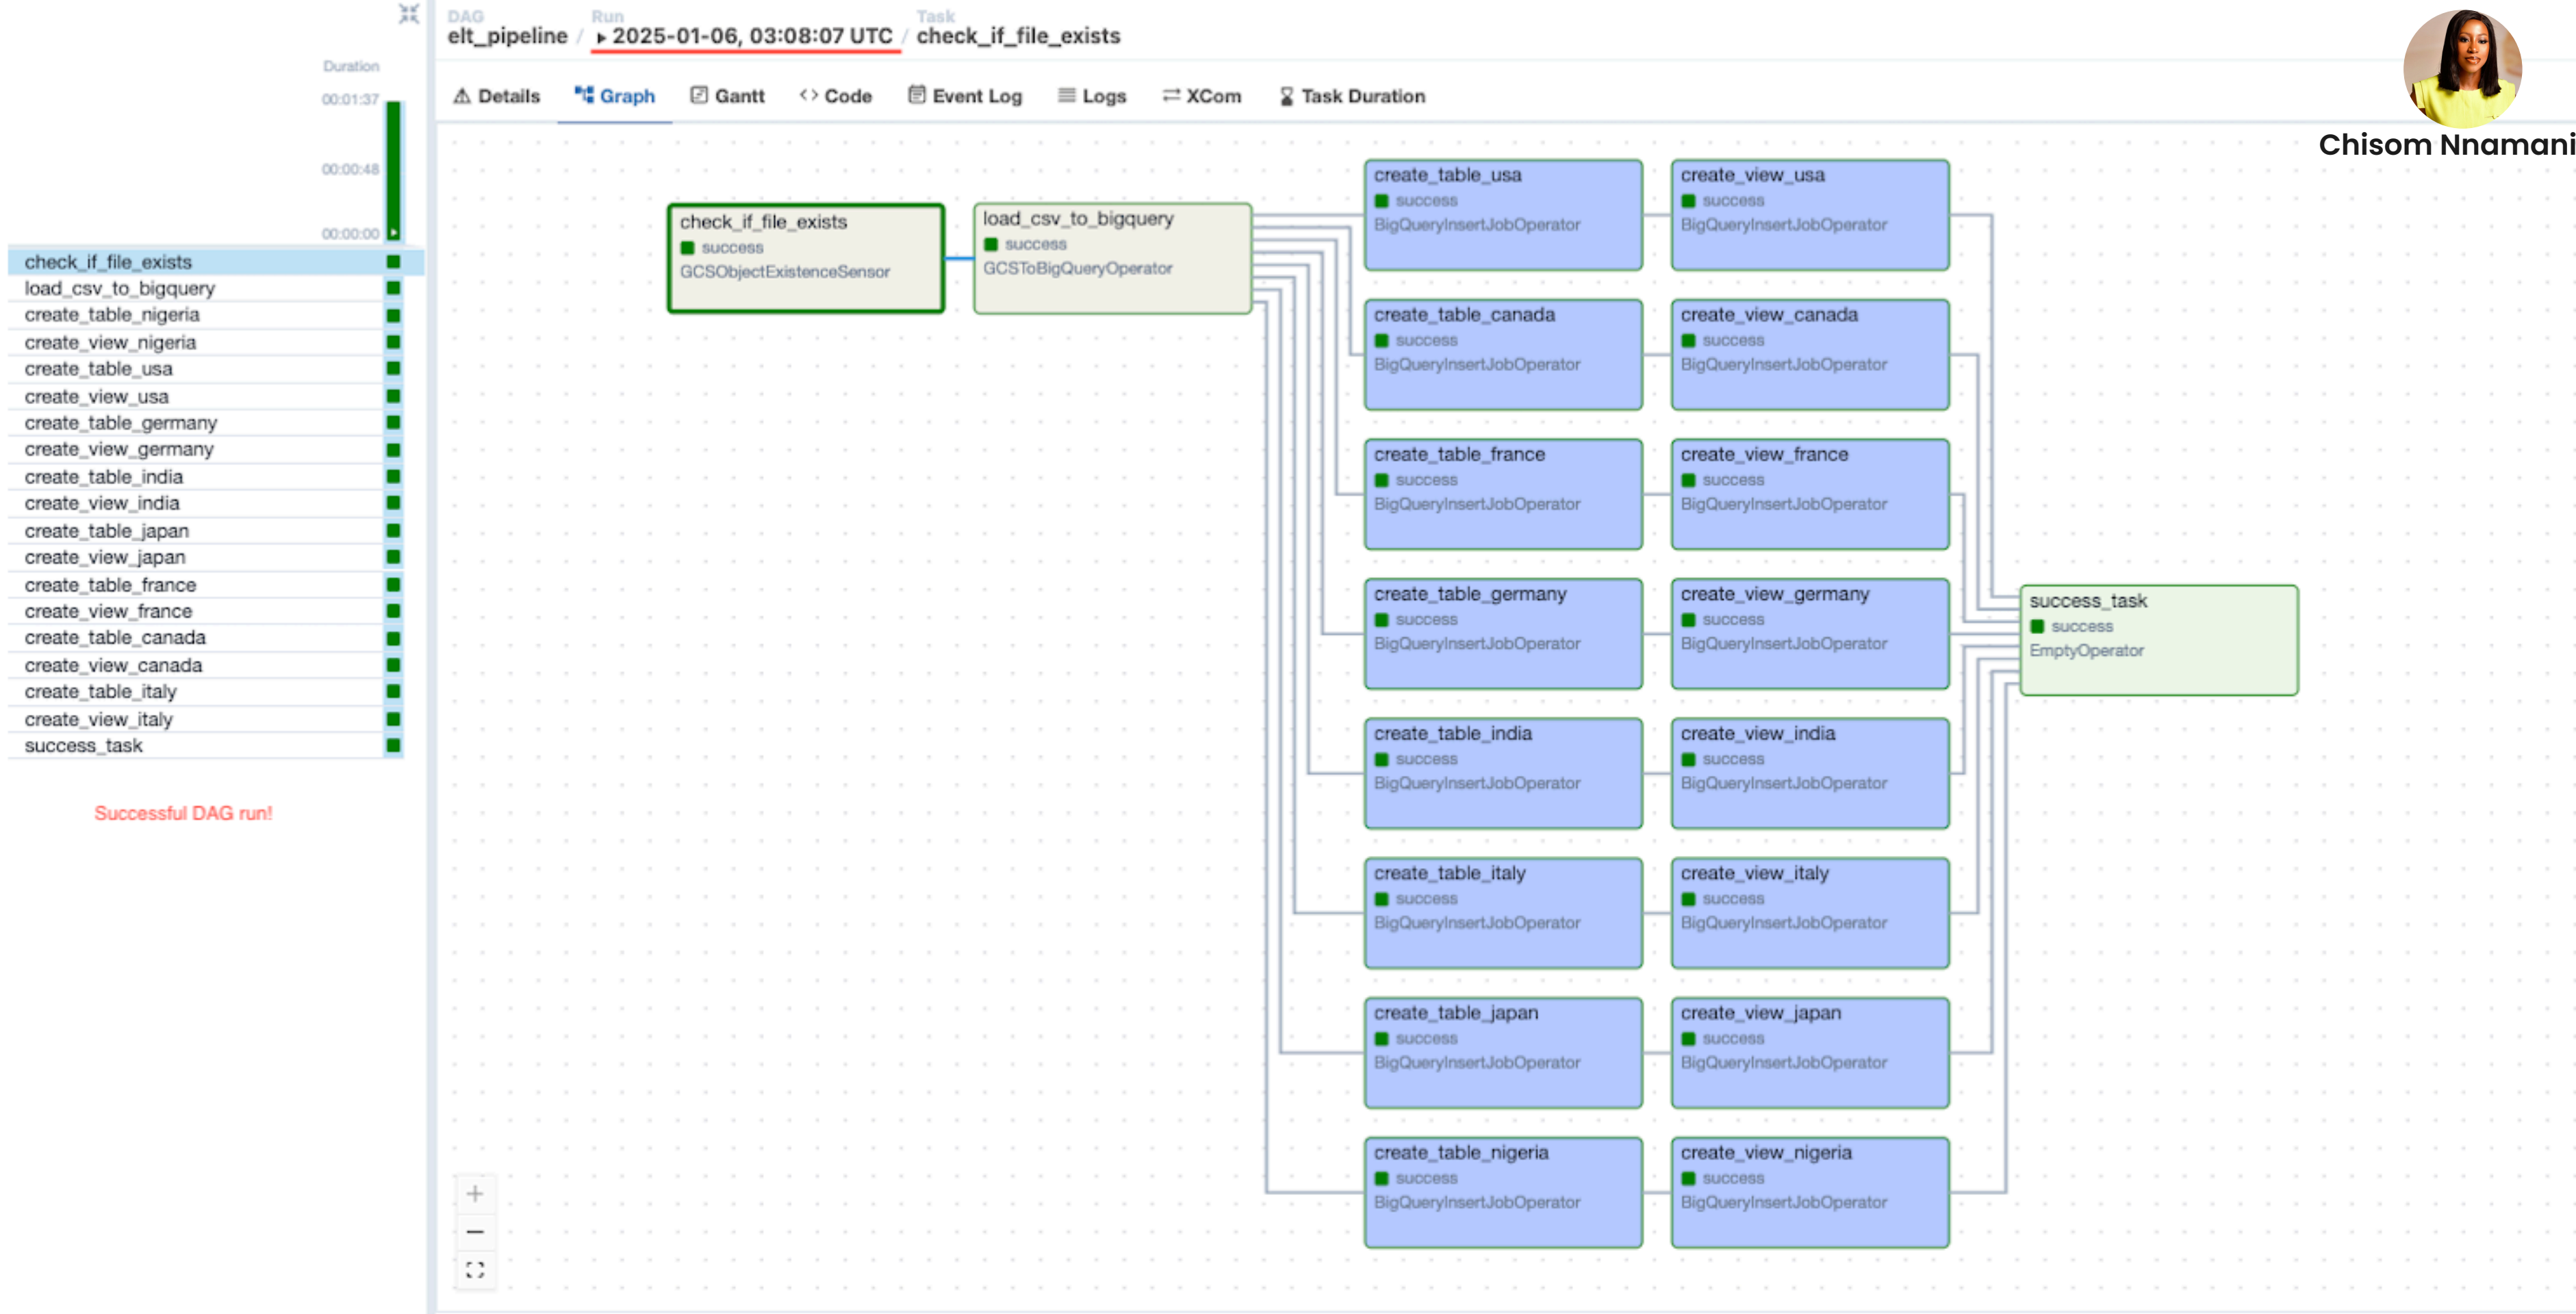 DAG Run Task
elt_pipeline / 2025-01-06, 03:08:07 UTC / check_if_file_exists
Details Graph Gantt Code Event Log Logs XCom Task Duration
Chisom Nnamani
Duration
00:01:37
00:00:48
00:00:00
check_if_file_exists
load_csv_to_bigquery
create_table_nigeria
create_view_nigeria
create_table_usa
create_view_usa
create_table_germany
create_view_germany
create_table_india
create_view_india
create_table_japan
create_view_japan
create_table_france
create_view_france
create_table_canada
create_view_canada
create_table_italy
create_view_italy
success_task
Successful DAG run!
check_if_file_exists
success
GCSObjectExistenceSensor
load_csv_to_bigquery
success
GCSToBigQueryOperator
create_table_usa
success
BigQueryInsertJobOperator
create_view_usa
success
BigQueryInsertJobOperator
create_table_canada
success
BigQueryInsertJobOperator
create_view_canada
success
BigQueryInsertJobOperator
create_table_france
success
BigQueryInsertJobOperator
create_view_france
success
BigQueryInsertJobOperator
create_table_germany
success
BigQueryInsertJobOperator
create_view_germany
success
BigQueryInsertJobOperator
create_table_india
success
BigQueryInsertJobOperator
create_view_india
success
BigQueryInsertJobOperator
create_table_italy
success
BigQueryInsertJobOperator
create_view_italy
success
BigQueryInsertJobOperator
create_table_japan
success
BigQueryInsertJobOperator
create_view_japan
success
BigQueryInsertJobOperator
create_table_nigeria
success
BigQueryInsertJobOperator
create_view_nigeria
success
BigQueryInsertJobOperator
success_task
success
EmptyOperator